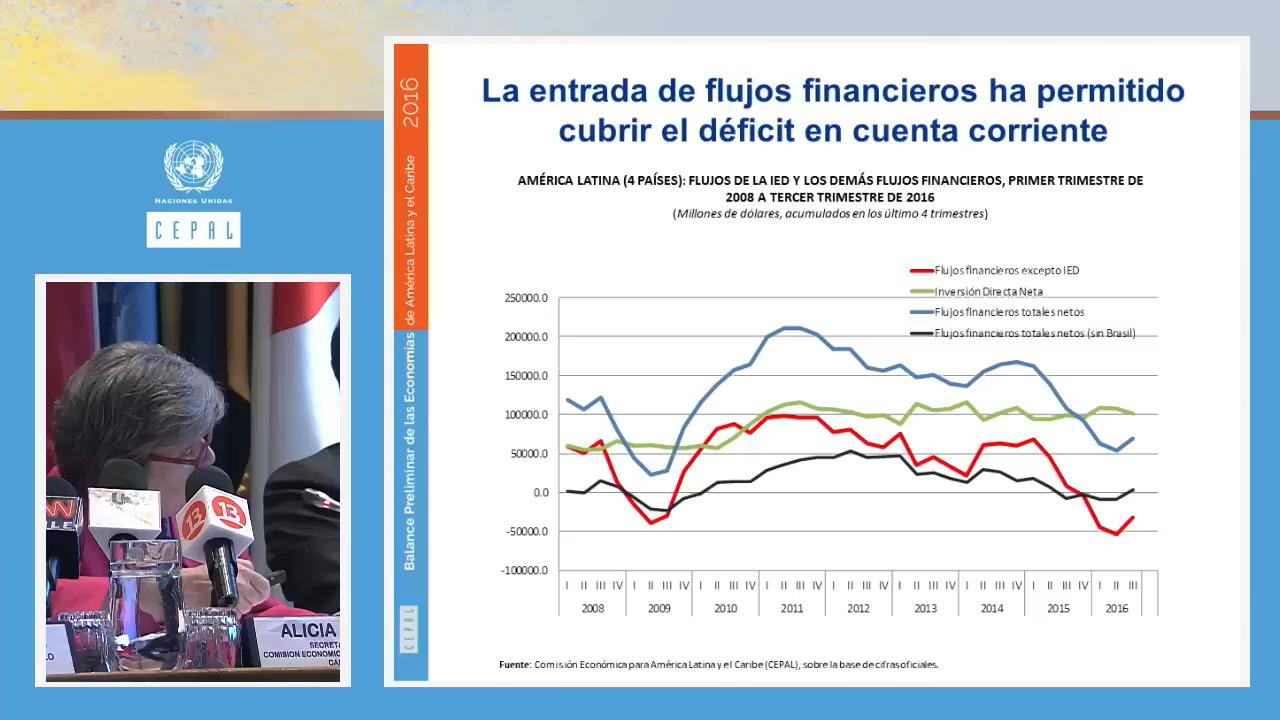 La entrada de flujos financieros ha permitido
cubrir el déficit en cuenta corriente
AMÉRICA LATINA (4 PAÍSES): FLUJOS DE LA IED Y LOS DEMÁS FLUJOS FINANCIEROS, PRIMER TRIMESTRE DE
2008 A TERCER TRIMESTRE DE 2016
(Millones de dólares, acumulados en los último 4 trimestres)
Flujos financieros excepto IED
Inversión Directa Neta
Flujos financieros totales netos
Flujos financieros totales netos (sin Brasil)
250000.0
200000.0
150000.0
100000.0
50000.0
0.0
-50000.0
-100000.0
I II III IV I II III IV I II III IV I II III IV I II III IV I II III IV I II III IV I II III IV I II III
2008 2009 2010 2011 2012 2013 2014 2015 2016
Fuente: Comisión Económica para América Latina y el Caribe (CEPAL), sobre la base de cifras oficiales.
Balance Preliminar de las Economías de América Latina y el Caribe 2016
CEPAL
NACIONES UNIDAS
CEPAL
13
13
ALICIA
SECRETA
COMISION ECONOMIC